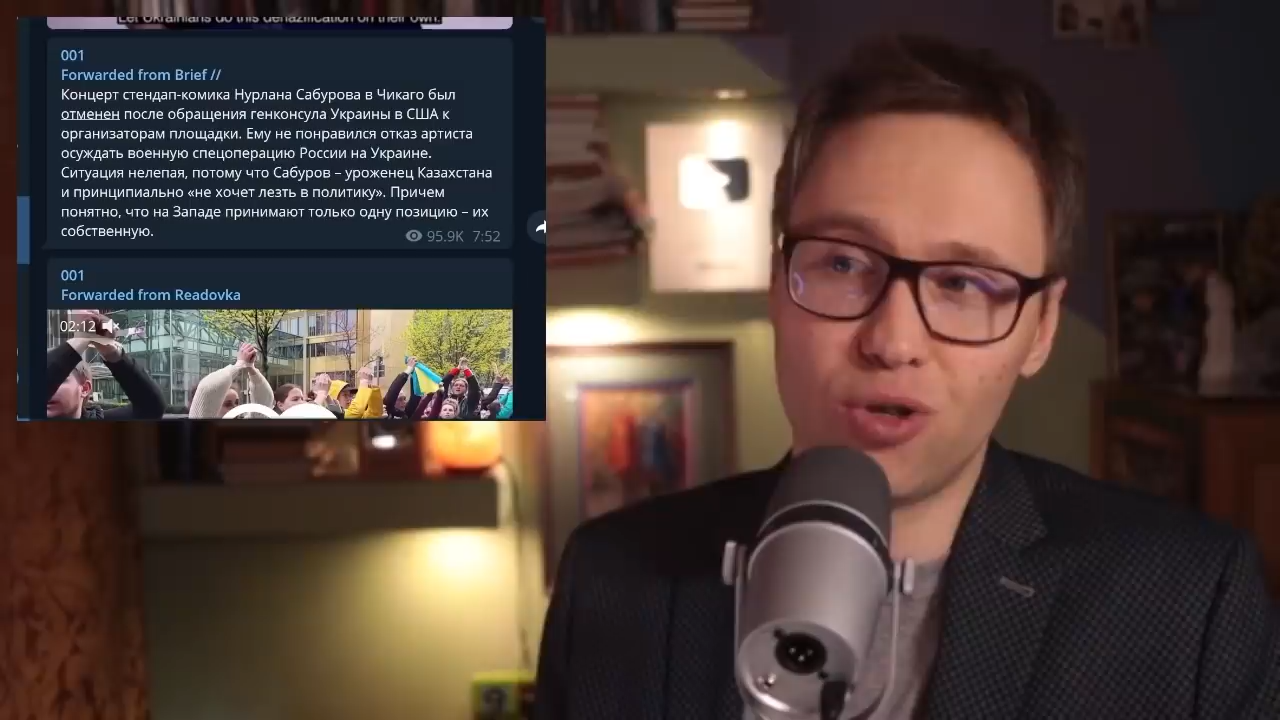 Let Ukrainians do this denazification on their own.
001
Forwarded from Brief //
Концерт стендап-комика Нурлана Сабурова в Чикаго был
отменен после обращения генконсула Украины в США к
организаторам площадки. Ему не понравился отказ артиста
осуждать военную спецоперацию России на Украине.
Ситуация нелепая, потому что Сабуров – уроженец Казахстана
и принципиально «не хочет лезть в политику». Причем
понятно, что на Западе принимают только одну позицию – их
собственную.
95.9K 7:52
001
Forwarded from Readovka
02:12